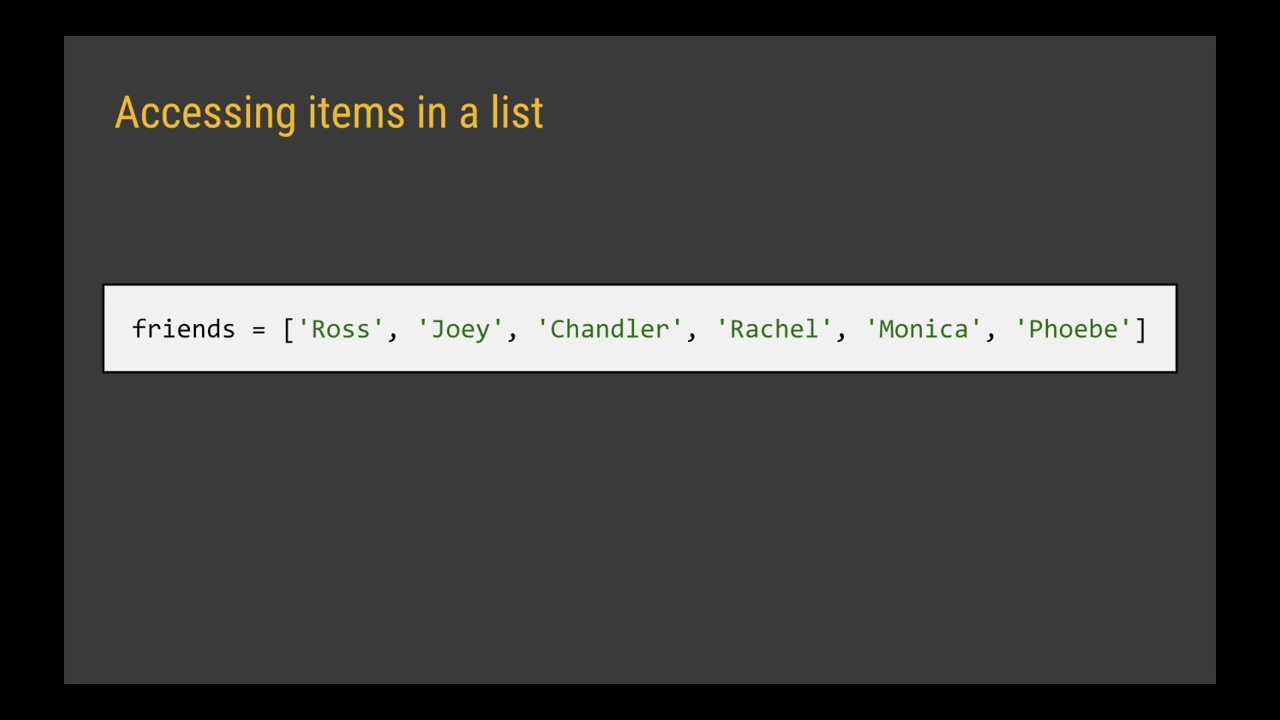 Accessing items in a list
friends = ['Ross', 'Joey', 'Chandler', 'Rachel', 'Monica', 'Phoebe']